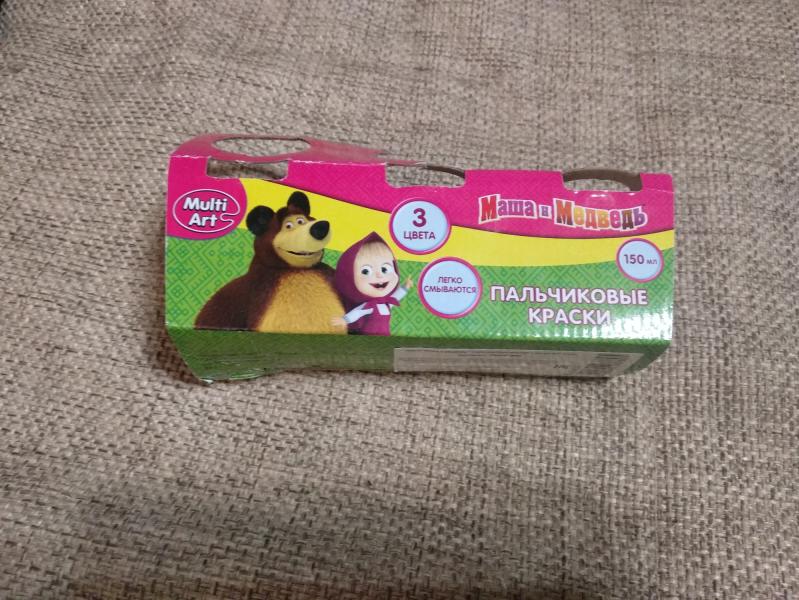 Multi
Art
3
ЦВЕТА
Маша и Медведь
150 мл
ЛЕГКО
СМЫВАЮТСЯ
ПАЛЬЧИКОВЫЕ
КРАСКИ